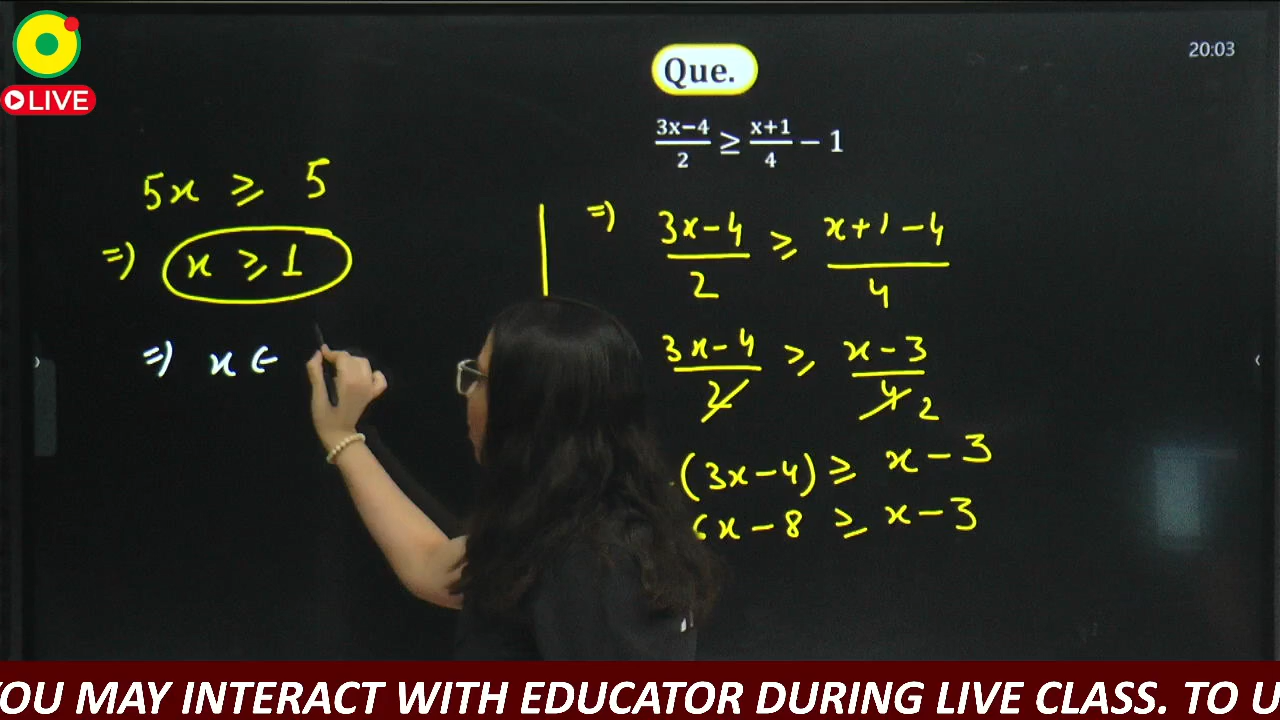 LIVE
20:03
Que.
3x−4/2 ≥ x+1/4 − 1
5x ≥ 5
=) x ≥ 1
=) x ∈
=) 3x-4/2 ≥ x+1-4/4
3x-4/2 ≥ x-3/4 2
(3x-4) ≥ x-3
6x-8 ≥ x-3
YOU MAY INTERACT WITH EDUCATOR DURING LIVE CLASS. TO U